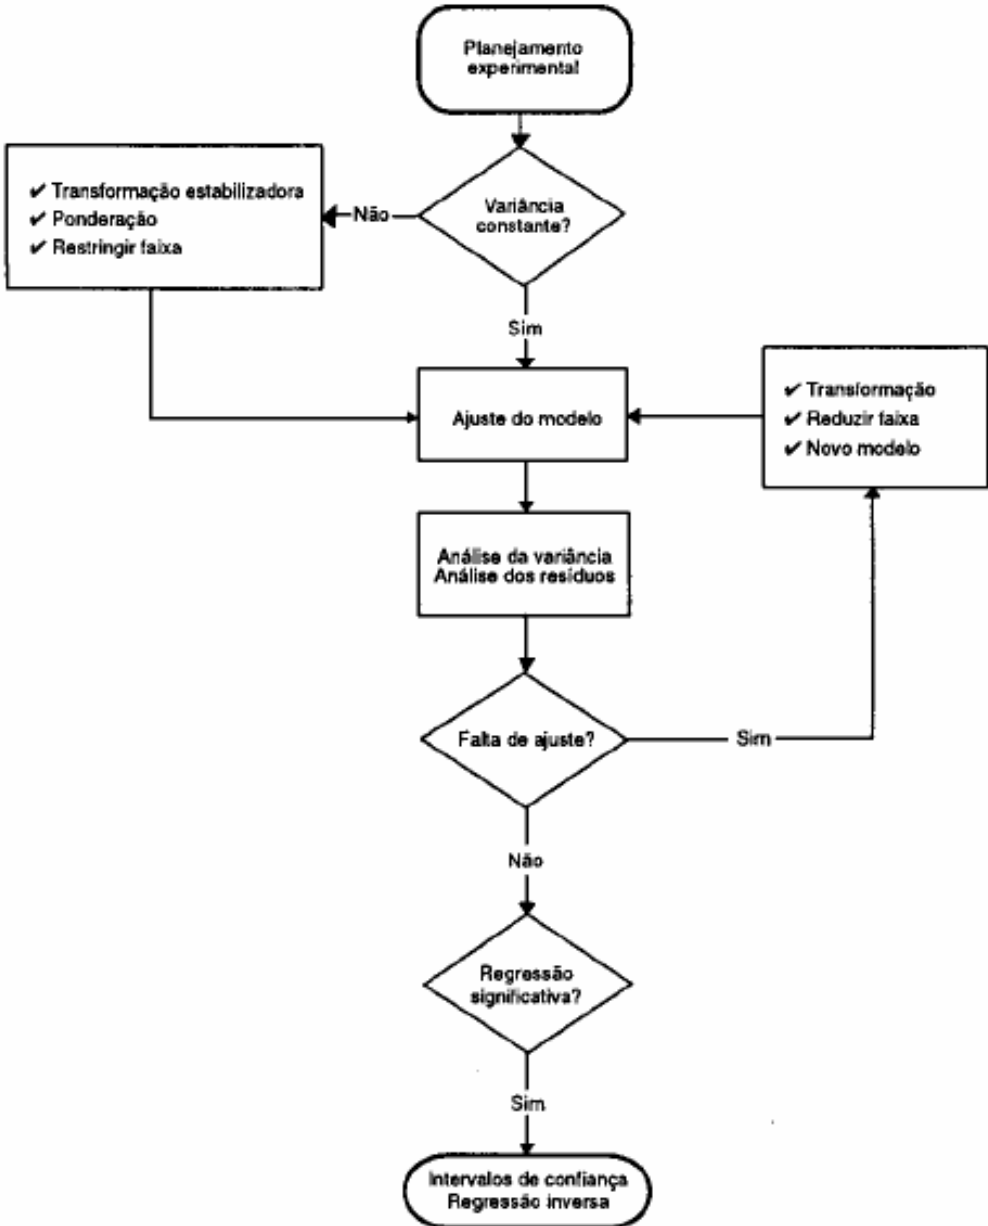 Planejamento
experimental
✔ Transformação estabilizadora
✔ Ponderação
✔ Restringir faixa
Não
Variância
constante?
Sim
Ajuste do modelo
✔ Transformação
✔ Reduzir faixa
✔ Novo modelo
Análise da variância
Análise dos resíduos
Falta de ajuste?
Sim
Não
Regressão
significativa?
Sim
Intervalos de confiança
Regressão inversa